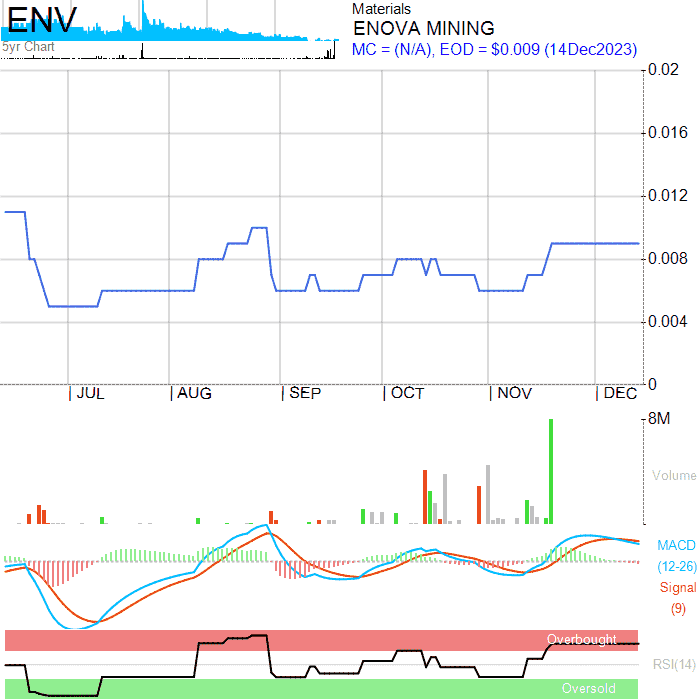 ENV
5yr Chart
Materials
ENOVA MINING
MC = (N/A), EOD = $0.009 (14Dec2023)
0.02
0.016
0.012
0.008
0.004
0
JUL AUG SEP OCT NOV DEC
8M
Volume
MACD
(12-26)
Signal
(9)
Overbought
RSI(14)
Oversold